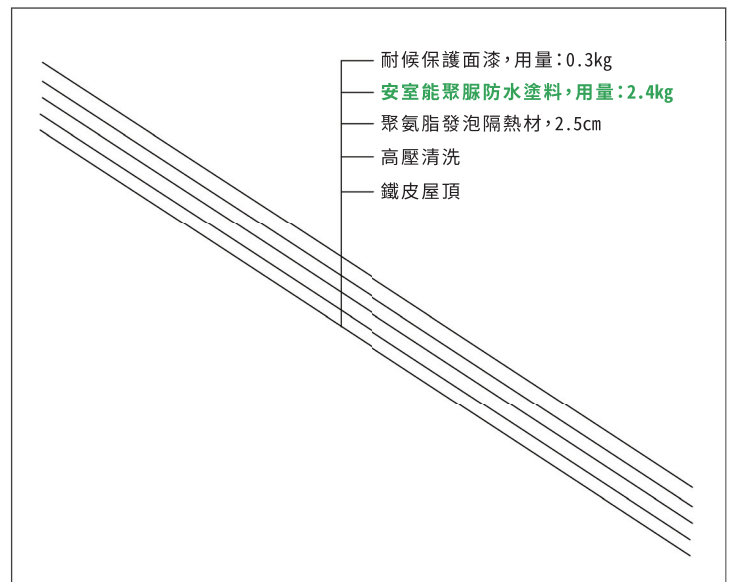 耐候保護面漆，用量：0.3kg
安室能聚脲防水塗料，用量：2.4kg
聚氨脂發泡隔熱材，2.5cm
高壓清洗
鐵皮屋頂